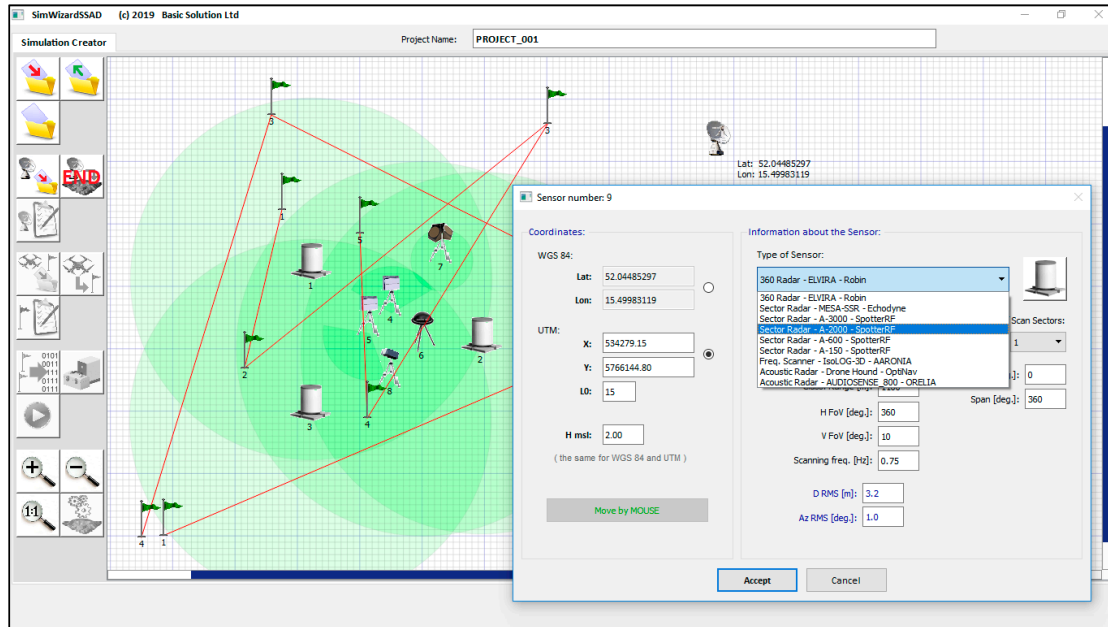 SimWizardSSAD (c) 2019 Basic Solution Ltd
Simulation Creator
Project Name: PROJECT_001
END
0101
0111
0111
0111
1:1
3
3
1
5
1
7
4
5
6
2
2
8
3
4
4
1
Lat: 52.04485297
Lon: 15.49983119
Sensor number: 9
Coordinates:
WGS 84:
Lat: 52.04485297
Lon: 15.49983119
UTM:
X: 534279.15
Y: 5766144.80
L0: 15
H msl: 2.00
( the same for WGS 84 and UTM )
Move by MOUSE
Information about the Sensor:
Type of Sensor:
360 Radar - ELVIRA - Robin
360 Radar - ELVIRA - Robin
Sector Radar - MESA-SSR - Echodyne
Sector Radar - A-3000 - SpotterRF
Sector Radar - A-2000 - SpotterRF
Sector Radar - A-600 - SpotterRF
Sector Radar - A-150 - SpotterRF
Freq. Scanner - IsoLOG-3D - AARONIA
Acoustic Radar - Drone Hound - OptiNav
Acoustic Radar - AUDIOSENSE_800 - ORELIA
Scan Sectors:
1
.]: 0
Span [deg.]: 360
H FoV [deg.]: 360
V FoV [deg.]: 10
Scanning freq. [Hz]: 0.75
D RMS [m]: 3.2
Az RMS [deg.]: 1.0
Accept
Cancel